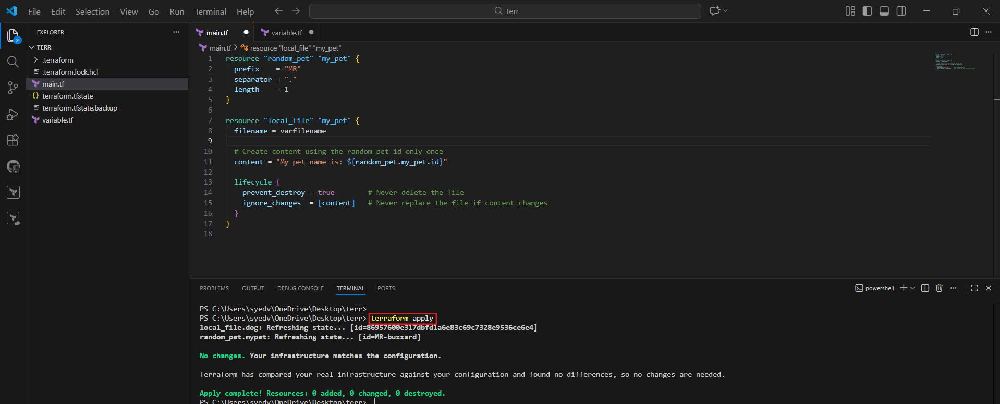 File Edit Selection View Go Run Terminal Help
terr
EXPLORER
main.tf
variable.tf
TERR
main.tf > resource "local_file" "my_pet"
.terraform
.terraform.lock.hcl
main.tf
terraform.tfstate
terraform.tfstate.backup
variable.tf
2
1 resource "random_pet" "my_pet" {
2 prefix    = "MR"
3 separator = "."
4 length    = 1
5 }
6
7 resource "local_file" "my_pet" {
8 filename = varfilename
9
10 # Create content using the random_pet id only once
11 content = "My pet name is: ${random_pet.my_pet.id}"
12
13 lifecycle {
14 prevent_destroy = true        # Never delete the file
15 ignore_changes  = [content]   # Never replace the file if content changes
16 }
17 }
18
PROBLEMS OUTPUT DEBUG CONSOLE TERMINAL PORTS
powershell
PS C:\Users\syedv\OneDrive\Desktop\terr>
PS C:\Users\syedv\OneDrive\Desktop\terr> terraform apply
local_file.dog: Refreshing state... [id=86957600e317dbfd1a6e83c69c7328e9536ce6e4]
random_pet.mypet: Refreshing state... [id=MR-buzzard]
No changes. Your infrastructure matches the configuration.
Terraform has compared your real infrastructure against your configuration and found no differences, so no changes are needed.
Apply complete! Resources: 0 added, 0 changed, 0 destroyed.
PS C:\Users\syedv\OneDrive\Desktop\terr>